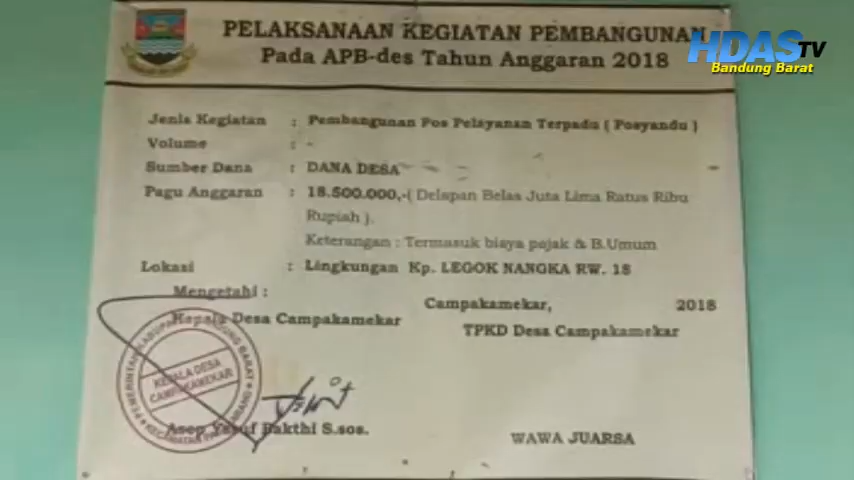 PELAKSANAAN KEGIATAN PEMBANGUNAN
Pada APB-des Tahun Anggaran 2018
HDAS TV
Bandung Barat
Jenis Kegiatan : Pembangunan Pos Pelayanan Terpadu ( Posyandu )
Volume : -
Sumber Dana : DANA DESA
Pagu Anggaran : 18.500.000,-( Delapan Belas Juta Lima Ratus Ribu
Rupiah ).
Keterangan : Termasuk biaya pajak & B.Umum
Lokasi : Lingkungan Kp. LEGOK NANGKA RW. 18
Mengetahi :
Campakamekar, 2018
Kepala Desa Campakamekar
TPKD Desa Campakamekar
KEPALA DESA
CAMPAKAMEKAR
Asep Yusuf Bakthi S.sos.
WAWA JUARSA